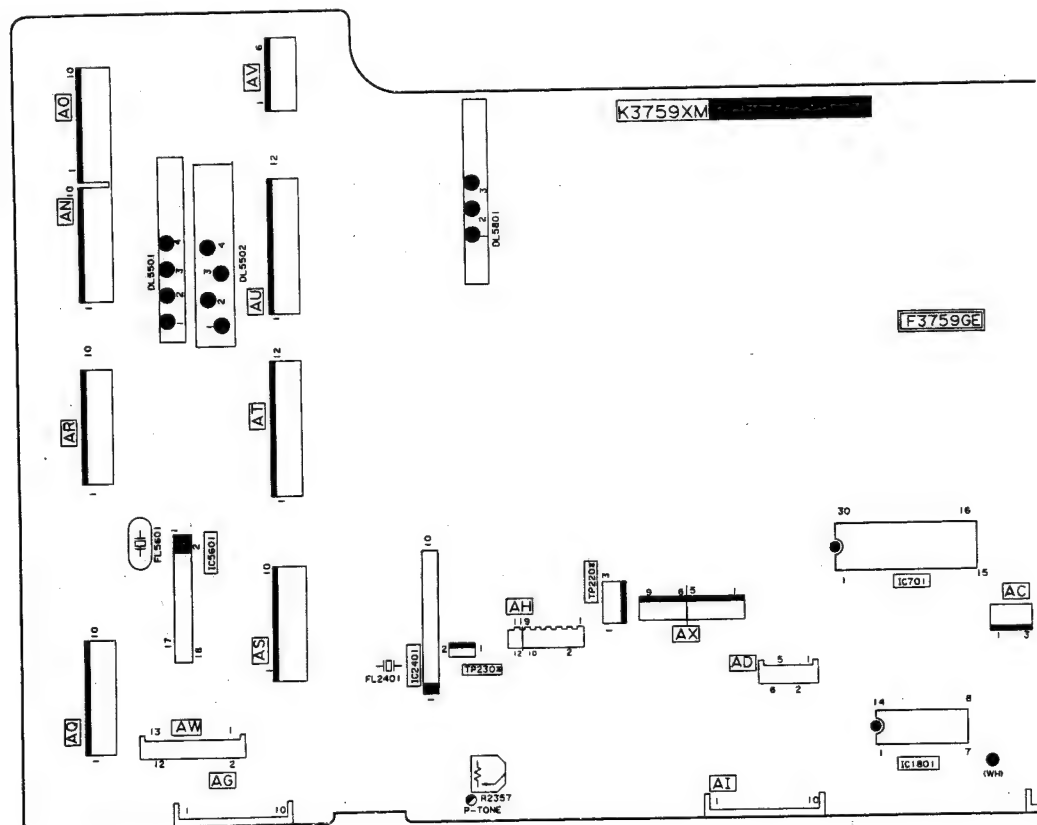 6
AV
1
10
AO
1
K3759XM
12
10
AN
1
3
2
1
DL5801
4
3
2
1
DL5501
4
3
2
1
DL5502
AU
1
F3759GE
10
AR
1
12
AT
1
FL5601
1
2
IC5601
17
18
30
16
1
15
IC701
10
AS
1
10
IC2401
1
FL2401
2
1
TP230*
AH
11
9
1
12
10
2
TP220*
3
1
9
6
5
1
AX
AC
1
3
AD
5
1
6
2
10
AQ
1
13
AW
1
12
2
14
8
1
7
IC1801
(WH)
AG
1
10
R2357
P-TONE
AI
1
10